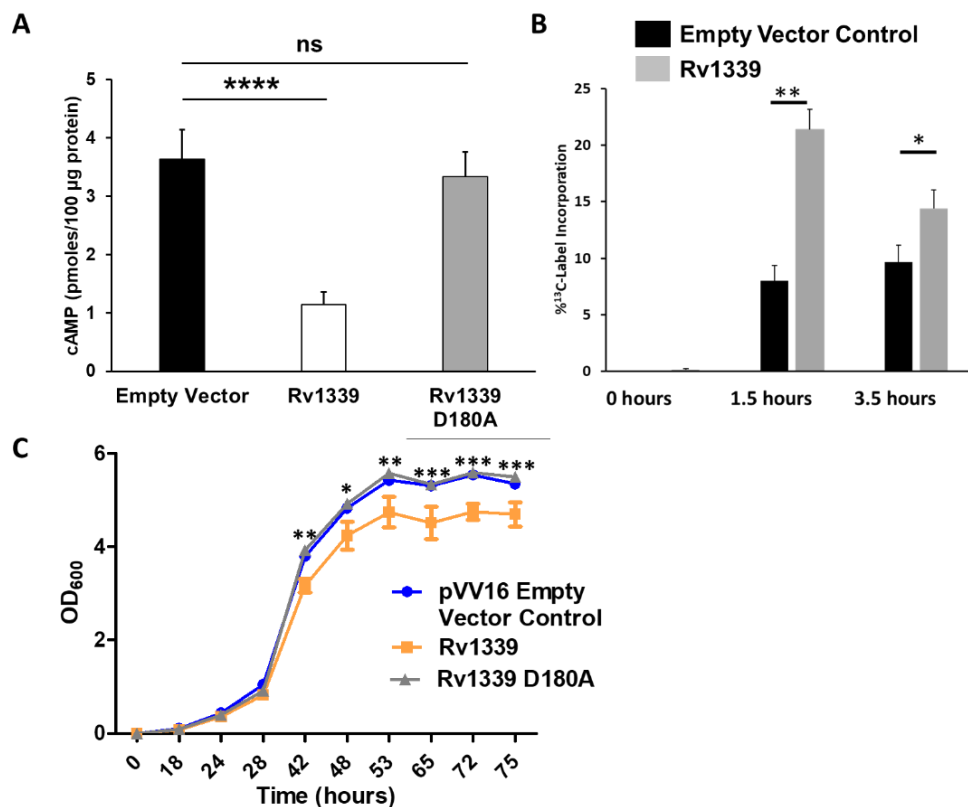 A
ns
****
5
4
3
2
1
0
cAMP (pmoles/100 µg protein)
Empty Vector
Rv1339
Rv1339
D180A
B
Empty Vector Control
Rv1339
25
20
15
10
5
0
%¹³C-Label Incorporation
**
*
0 hours
1.5 hours
3.5 hours
C
6
4
2
0
OD₆₀₀
**
*
**
***
***
***
pVV16 Empty
Vector Control
Rv1339
Rv1339 D180A
0
18
24
28
42
48
53
65
72
75
Time (hours)